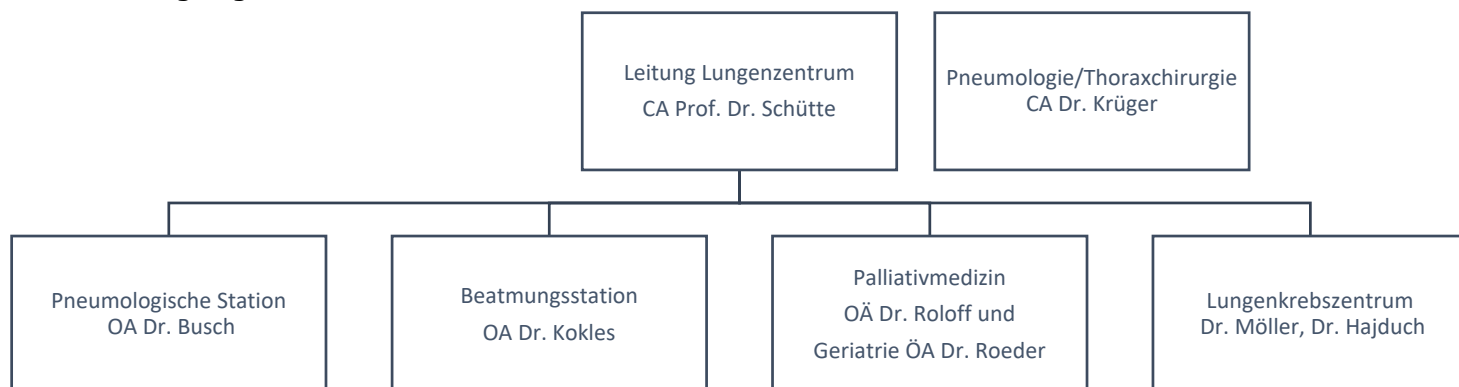 Leitung Lungenzentrum
CA Prof. Dr. Schütte
Pneumologie/Thoraxchirurgie
CA Dr. Krüger
Pneumologische Station
OA Dr. Busch
Beatmungsstation
OA Dr. Kokles
Palliativmedizin
OÄ Dr. Roloff und
Geriatrie ÖA Dr. Roeder
Lungenkrebszentrum
Dr. Möller, Dr. Hajduch